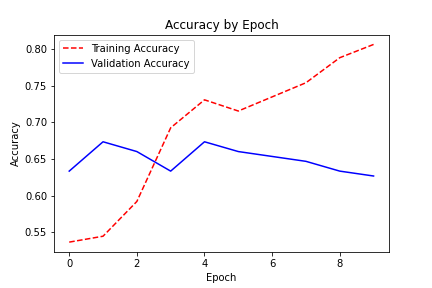 Accuracy by Epoch
Training Accuracy
Validation Accuracy
0.80
0.75
0.70
0.65
0.60
0.55
Accuracy
0 2 4 6 8
Epoch